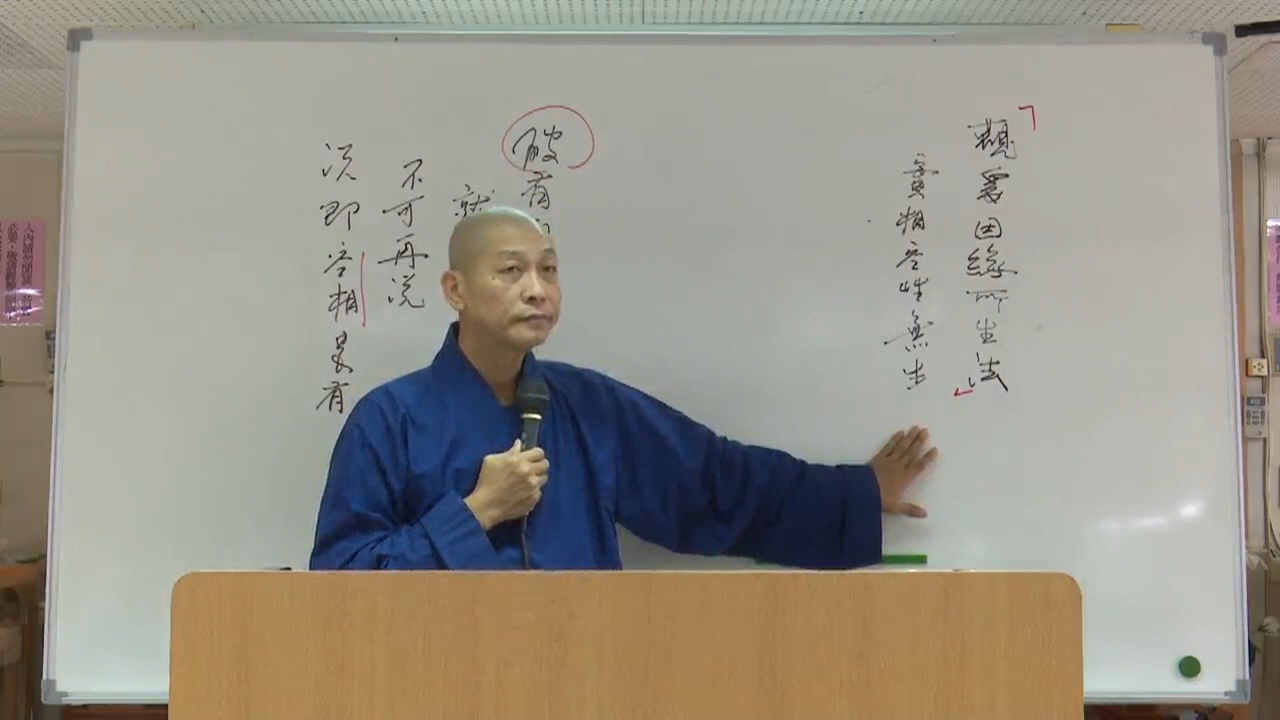 「觀眾因緣所生法」
實相空性無生
破有
就
不可再說
說即空相是有